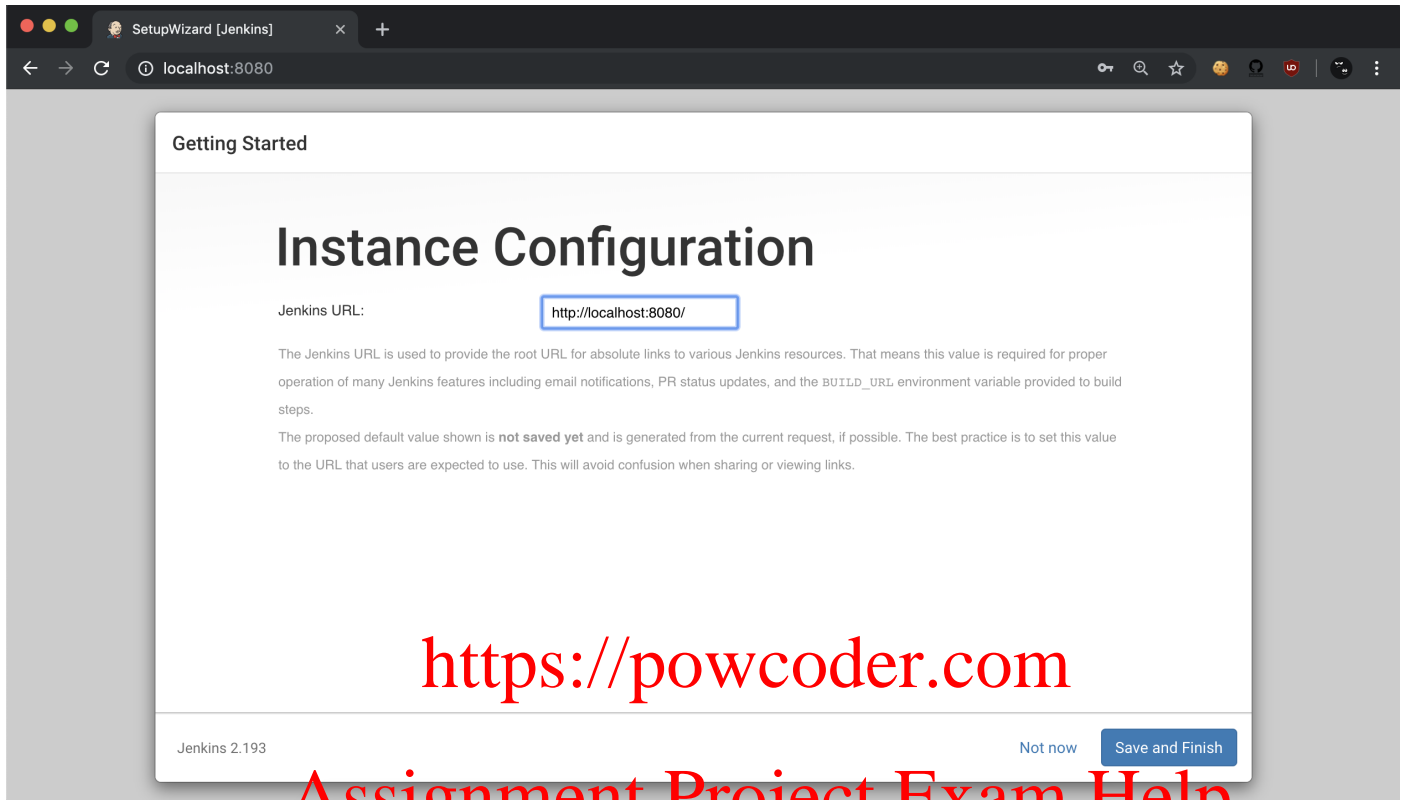 SetupWizard [Jenkins]
localhost:8080
Getting Started
Instance Configuration
Jenkins URL:
http://localhost:8080/
The Jenkins URL is used to provide the root URL for absolute links to various Jenkins resources. That means this value is required for proper
operation of many Jenkins features including email notifications, PR status updates, and the BUILD_URL environment variable provided to build
steps.
The proposed default value shown is not saved yet and is generated from the current request, if possible. The best practice is to set this value
to the URL that users are expected to use. This will avoid confusion when sharing or viewing links.
https://powcoder.com
Jenkins 2.193
Not now
Save and Finish
Assignment Project Exam Help